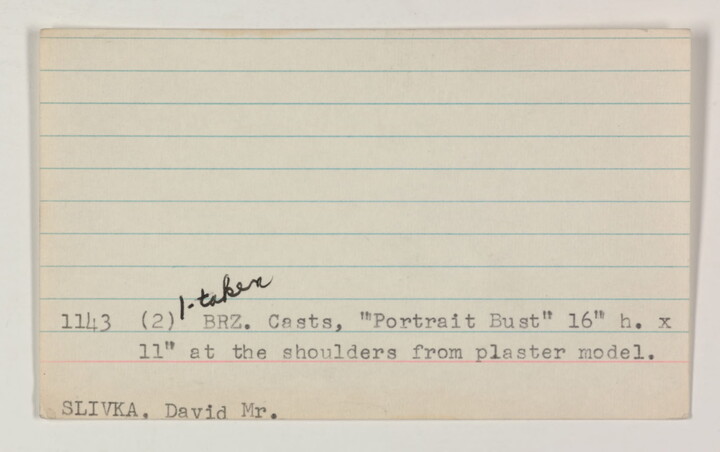 1-taken
1143 (2) BRZ. Casts, "'Portrait Bust" 16" h. x
11" at the shoulders from plaster model.
SLIVKA, David Mr.